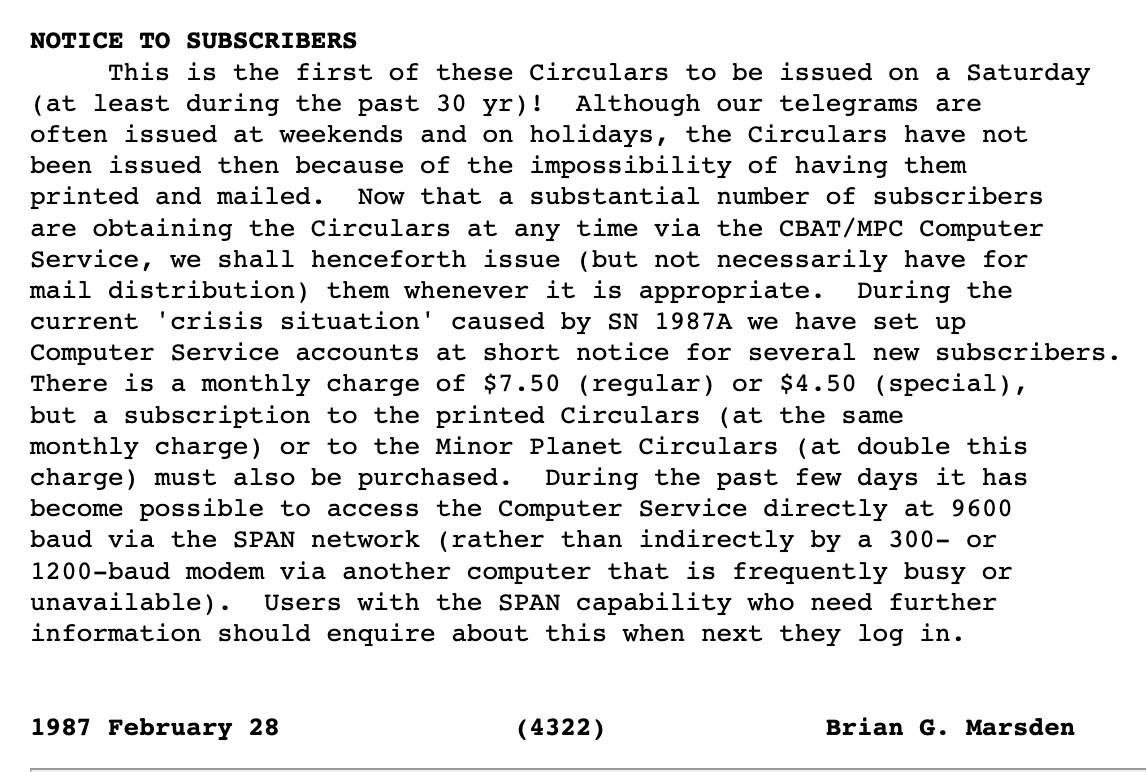 NOTICE TO SUBSCRIBERS
This is the first of these Circulars to be issued on a Saturday
(at least during the past 30 yr)!  Although our telegrams are
often issued at weekends and on holidays, the Circulars have not
been issued then because of the impossibility of having them
printed and mailed.  Now that a substantial number of subscribers
are obtaining the Circulars at any time via the CBAT/MPC Computer
Service, we shall henceforth issue (but not necessarily have for
mail distribution) them whenever it is appropriate.  During the
current 'crisis situation' caused by SN 1987A we have set up
Computer Service accounts at short notice for several new subscribers.
There is a monthly charge of $7.50 (regular) or $4.50 (special),
but a subscription to the printed Circulars (at the same
monthly charge) or to the Minor Planet Circulars (at double this
charge) must also be purchased.  During the past few days it has
become possible to access the Computer Service directly at 9600
baud via the SPAN network (rather than indirectly by a 300- or
1200-baud modem via another computer that is frequently busy or
unavailable).  Users with the SPAN capability who need further
information should enquire about this when next they log in.
1987 February 28 (4322) Brian G. Marsden